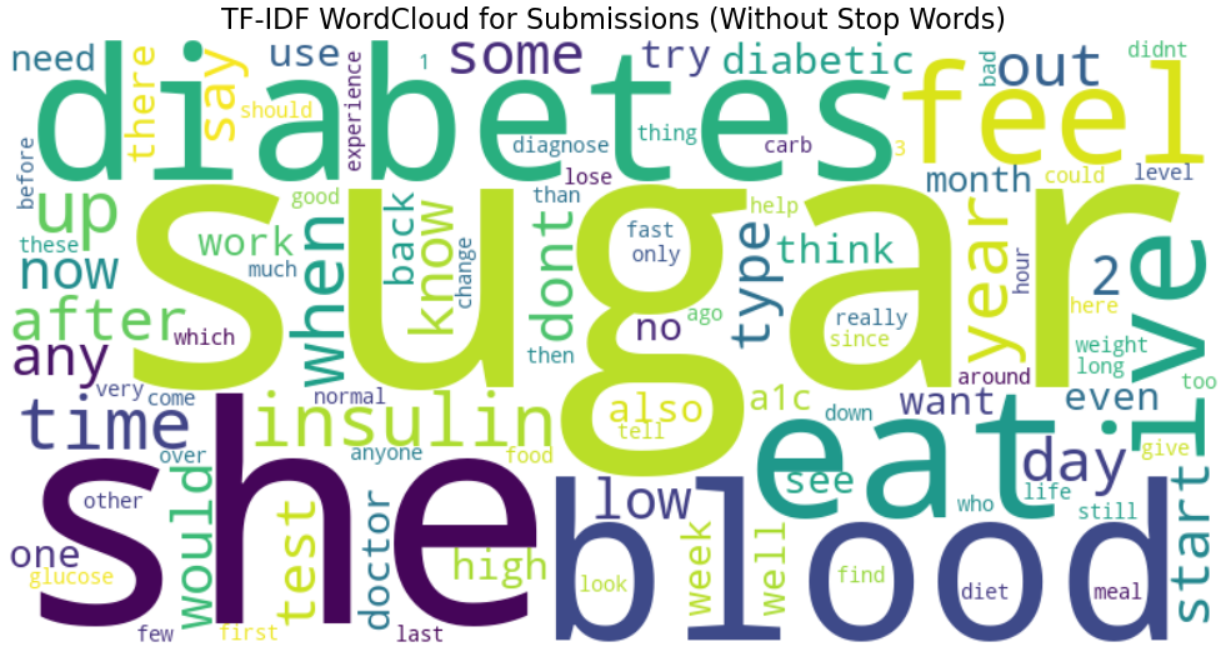 TF-IDF WordCloud for Submissions (Without Stop Words)
need
there
say
use
experience
1
some
try
diabetic
bad
out
didnt
diabetes
feel
should
diagnose
thing
carb
3
before
lose
than
month
could
level
up
good
sugar
these
work
much
when
back
know
change
dont
fast
only
help
type
think
year
hour
2
ive
now
after
which
any
then
no
ago
really
since
here
weight
long
around
too
very
come
normal
time
insulin
also
tell
a1c
down
want
even
over
anyone
food
eat
see
day
give
she
other
would
test
doctor
high
low
blood
look
week
well
find
who
life
still
start
one
glucose
diet
meal
few
first
last